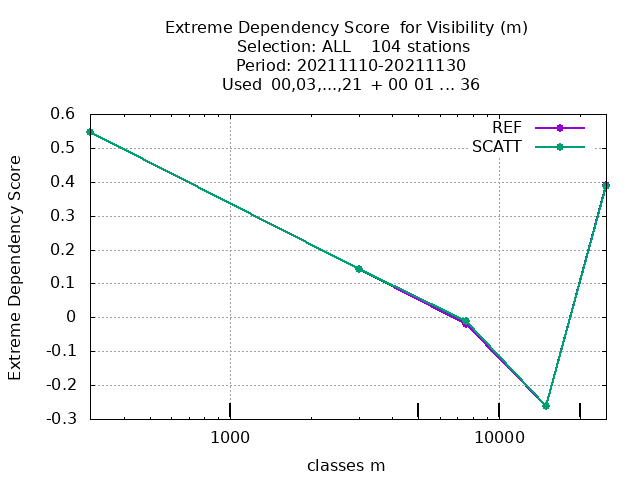 Extreme Dependency Score  for Visibility (m)
Selection: ALL    104 stations
Period: 20211110-20211130
Used  00,03,...,21  + 00 01 ... 36
REF
SCATT
0.6
0.5
0.4
0.3
0.2
0.1
0
-0.1
-0.2
-0.3
Extreme Dependency Score
1000
10000
classes m